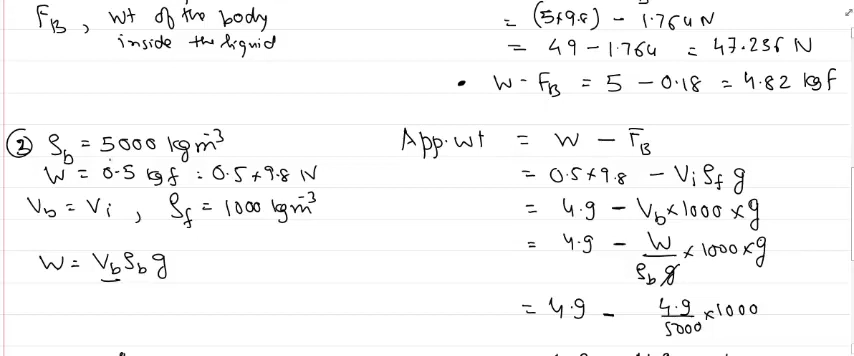 F_B, wt of the body
inside the liquid
= (5×9.8) - 1.764 N
= 49 - 1.764 = 47.236 N
• W - F_B = 5 - 0.18 = 4.82 kgf
② ρ_b = 5000 kgm⁻³
W = 0.5 kgf = 0.5×9.8 N
V_b = V_i , ρ_f = 1000 kgm⁻³
W = V_b ρ_b g
App. wt = W - F_B
= 0.5×9.8 - V_i ρ_f g
= 4.9 - V_b × 1000 × g
= 4.9 - W/(ρ_b g) × 1000 × g
= 4.9 - 4.9/5000 × 1000